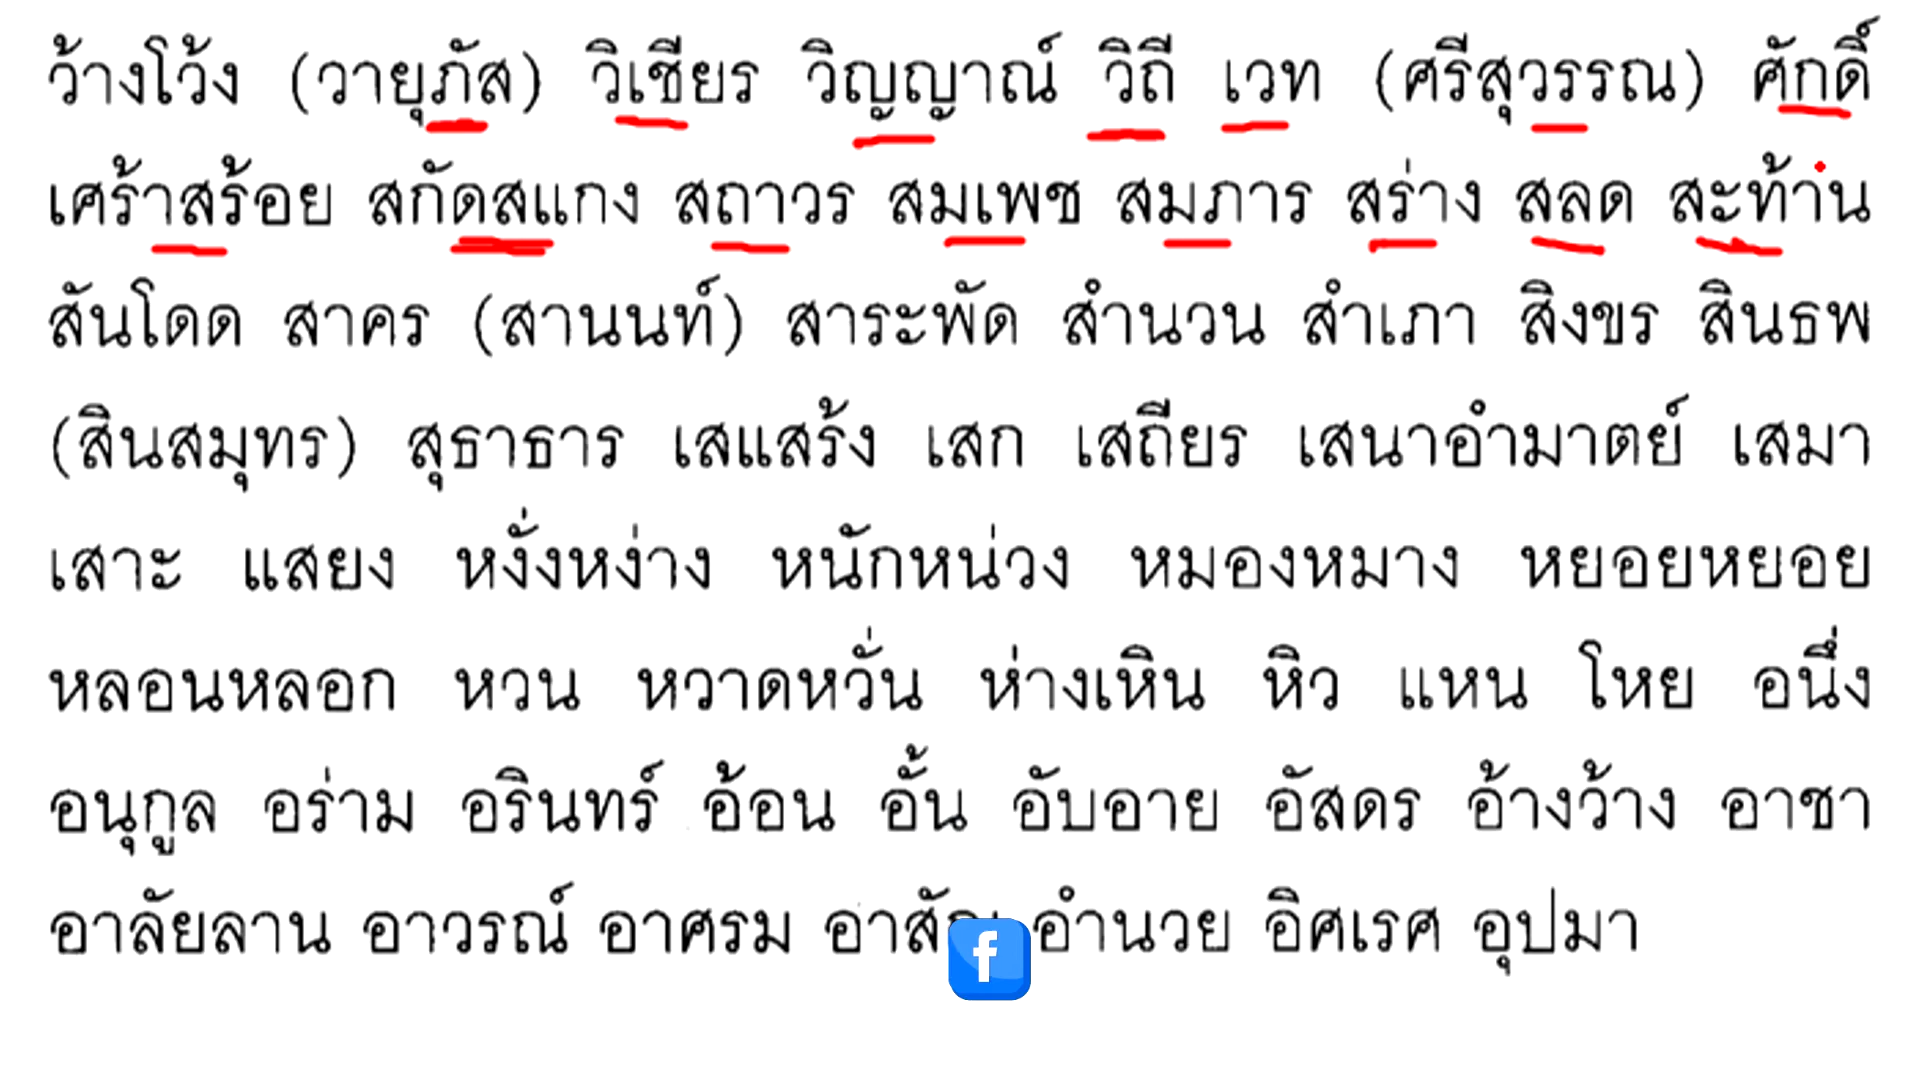 ว้างโว้ง (วายุภัส) วิเชียร วิญญาณ์ วิถี เวท (ศรีสุวรรณ) ศักดิ์
เศร้าสร้อย สกัดสแกง สถาวร สมเพช สมภาร สร่าง สลด สะท้าน
สันโดด สาคร (สานนท์) สาระพัด สำนวน สำเภา สิงขร สินธพ
(สินสมุทร) สุธาธาร เสแสร้ง เสก เสถียร เสนาอำมาตย์ เสมา
เสาะ แสยง หงั่งหง่าง หนักหน่วง หมองหมาง หยอยหยอย
หลอนหลอก หวน หวาดหวั่น ห่างเหิน หิว แหน โหย อนึ่ง
อนุกูล อร่าม อรินทร์ อ้อน อั้น อับอาย อัสดร อ้างว้าง อาชา
อาลัยลาน อาวรณ์ อาศรม อำนวย อิศเรศ อุปมา